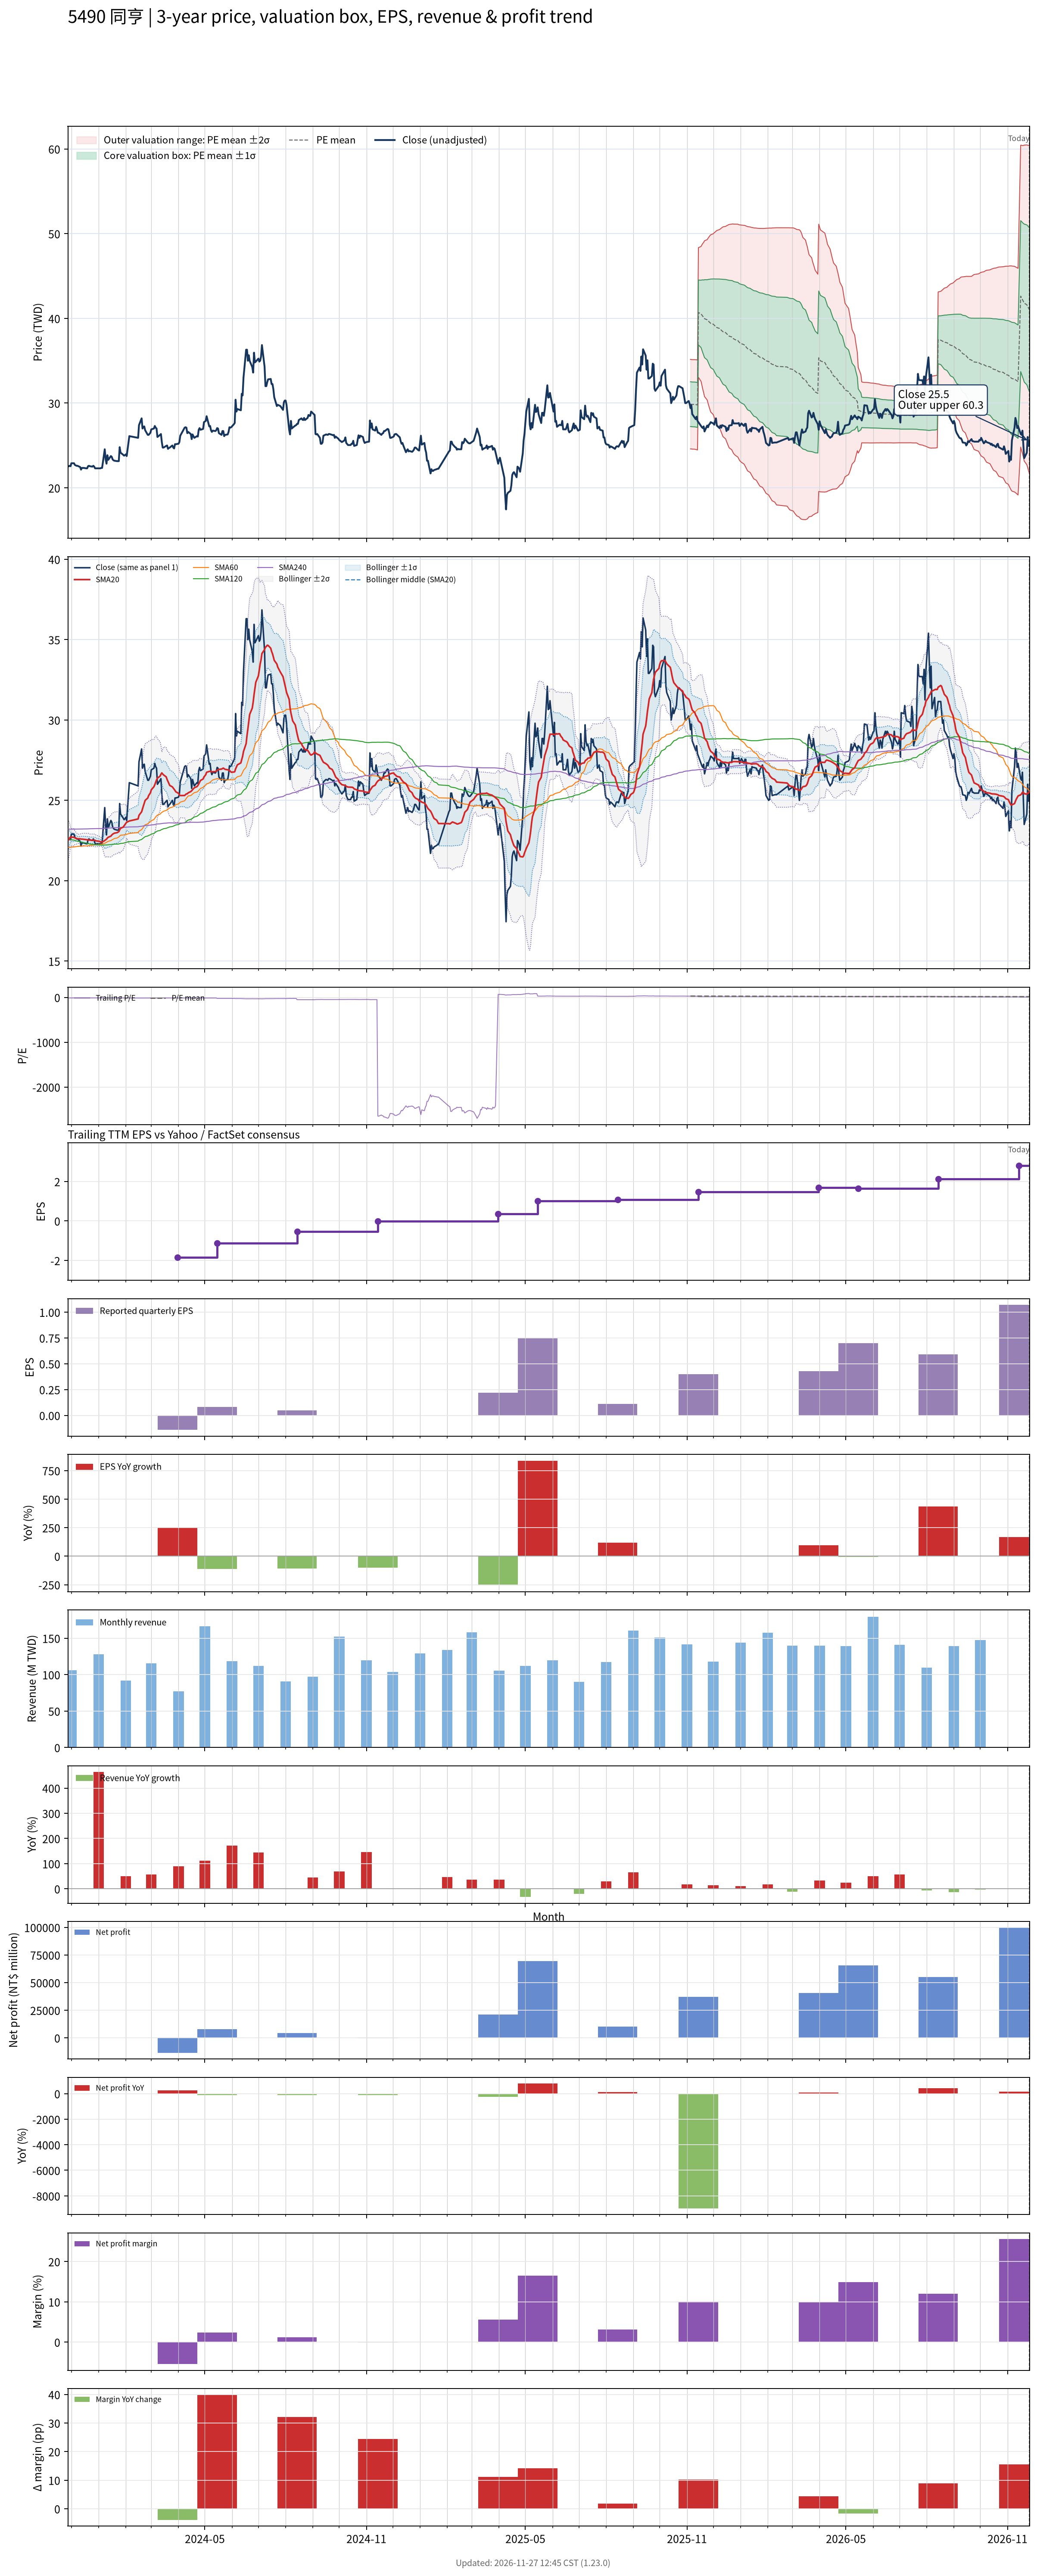 5490 同亨 | 3-year price, valuation box, EPS, revenue & profit trend
Outer valuation range: PE mean ±2σ
Core valuation box: PE mean ±1σ
PE mean
Close (unadjusted)
Today
Price (TWD)
60
50
40
30
20
Close 25.5
Outer upper 60.3
Close (same as panel 1)
SMA20
SMA60
SMA120
SMA240
Bollinger ±2σ
Bollinger ±1σ
Bollinger middle (SMA20)
Price
40
35
30
25
20
15
Trailing P/E
P/E mean
P/E
0
-1000
-2000
Trailing TTM EPS vs Yahoo / FactSet consensus
Today
EPS
2
0
-2
Reported quarterly EPS
EPS
1.00
0.75
0.50
0.25
0.00
EPS YoY growth
YoY (%)
750
500
250
0
-250
Monthly revenue
Revenue (M TWD)
150
100
50
0
Revenue YoY growth
YoY (%)
400
300
200
100
0
Month
Net profit
Net profit (NT$ million)
100000
75000
50000
25000
0
Net profit YoY
YoY (%)
0
-2000
-4000
-6000
-8000
Net profit margin
Margin (%)
20
10
0
Margin YoY change
Δ margin (pp)
40
30
20
10
0
2024-05
2024-11
2025-05
2025-11
2026-05
2026-11
Updated: 2026-11-27 12:45 CST (1.23.0)